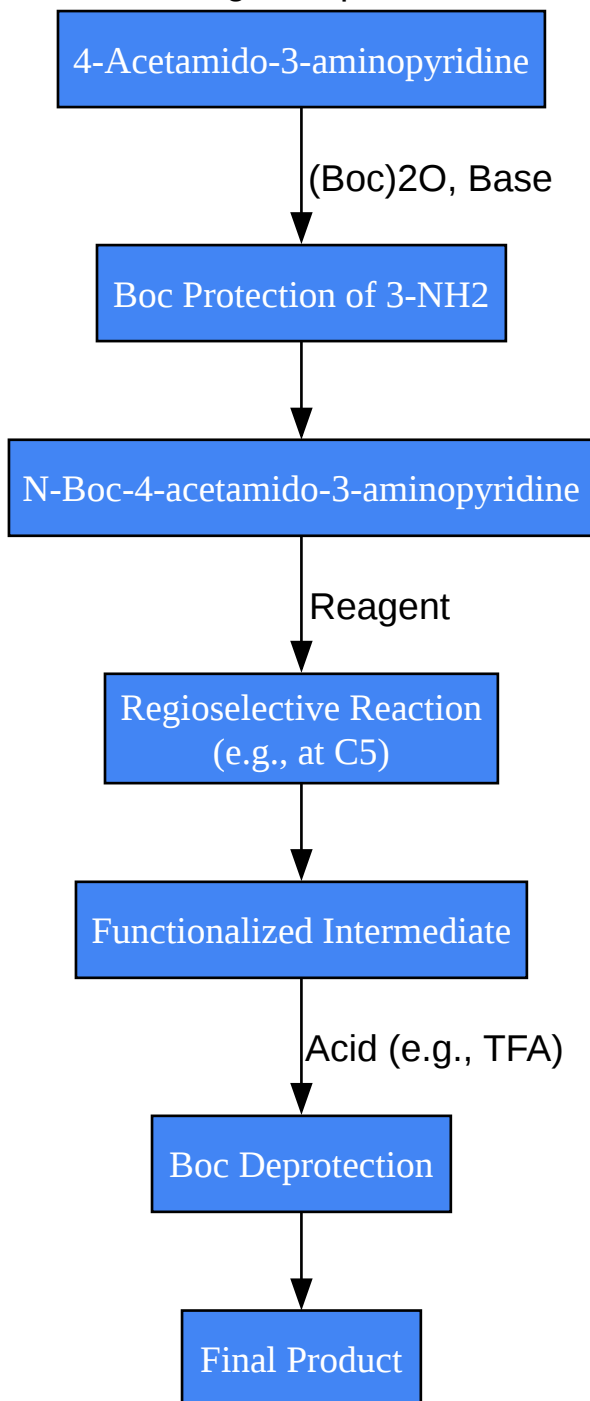 4-Acetamido-3-aminopyridine
(Boc)2O, Base
Boc Protection of 3-NH2
N-Boc-4-acetamido-3-aminopyridine
Reagent
Regioselective Reaction
(e.g., at C5)
Functionalized Intermediate
Acid (e.g., TFA)
Boc Deprotection
Final Product